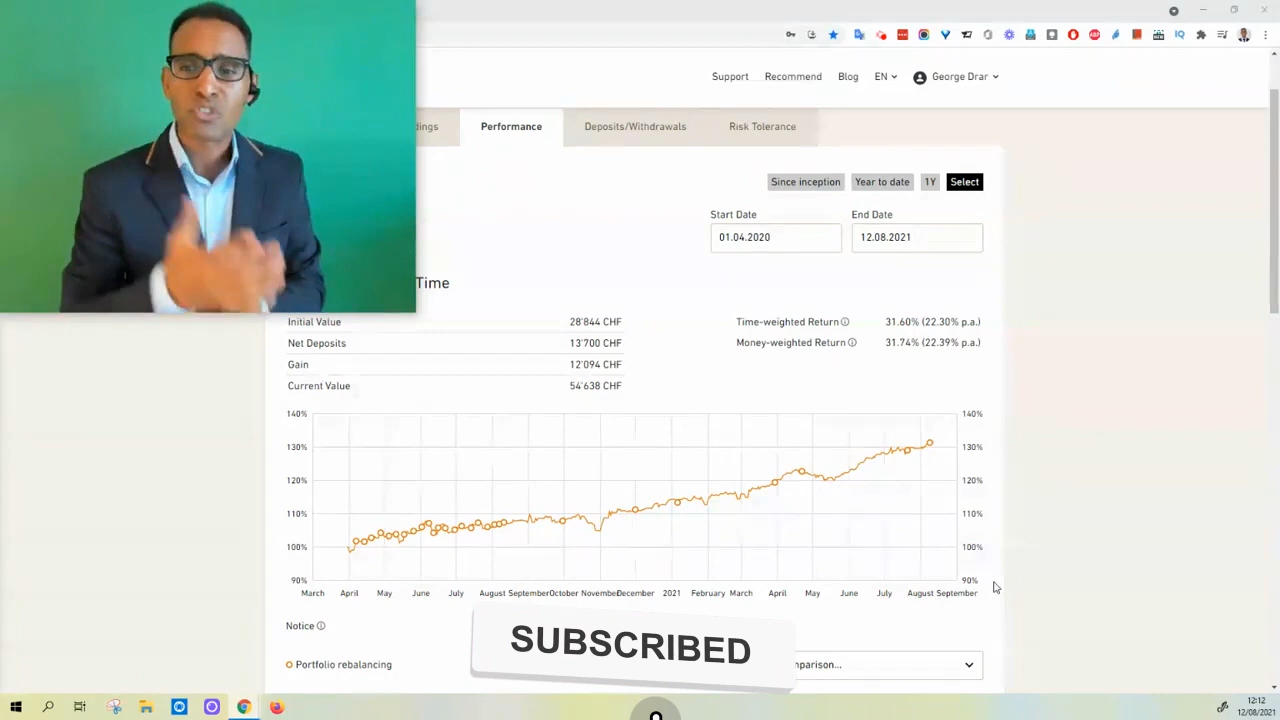 Support Recommend Blog EN George Drar
dings Performance Deposits/Withdrawals Risk Tolerance
Since inception Year to date 1Y Select
Start Date End Date
01.04.2020 12.08.2021
Time
Initial Value 28'844 CHF Time-weighted Return 31.60% (22.30% p.a.)
Net Deposits 13'700 CHF Money-weighted Return 31.74% (22.39% p.a.)
Gain 12'094 CHF
Current Value 54'638 CHF
140% 140%
130% 130%
120% 120%
110% 110%
100% 100%
90% 90%
March April May June July August September October November December 2021 February March April May June July August September
Notice
SUBSCRIBED
Portfolio rebalancing mparison...
12:12
12/08/2021